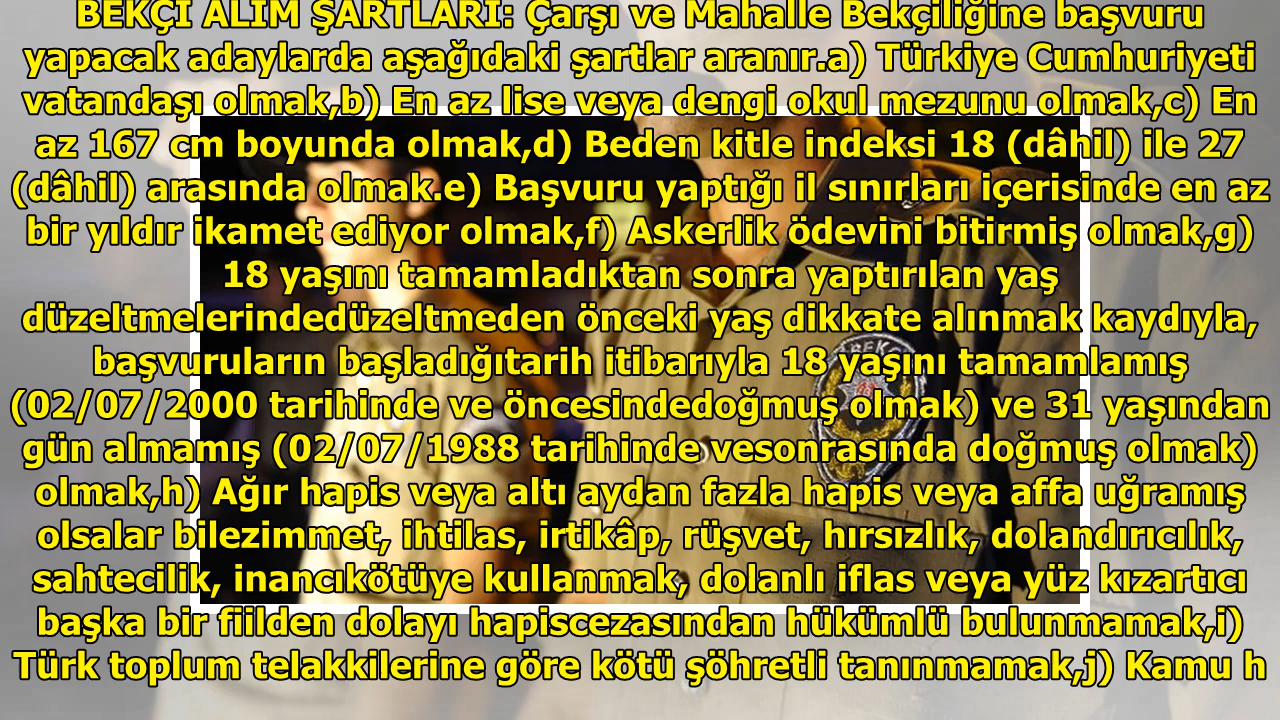 BEKÇİ ALIM ŞARTLARI: Çarşı ve Mahalle Bekçiliğine başvuru
yapacak adaylarda aşağıdaki şartlar aranır.a) Türkiye Cumhuriyeti
vatandaşı olmak,b) En az lise veya dengi okul mezunu olmak,c) En
az 167 cm boyunda olmak,d) Beden kitle indeksi 18 (dâhil) ile 27
(dâhil) arasında olmak.e) Başvuru yaptığı il sınırları içerisinde en az
bir yıldır ikamet ediyor olmak,f) Askerlik ödevini bitirmiş olmak,g)
18 yaşını tamamladıktan sonra yaptırılan yaş
düzeltmelerindedüzeltmeden önceki yaş dikkate alınmak kaydıyla,
başvuruların başladığıtarih itibarıyla 18 yaşını tamamlamış
(02/07/2000 tarihinde ve öncesindedoğmuş olmak) ve 31 yaşından
gün almamış (02/07/1988 tarihinde vesonrasında doğmuş olmak)
olmak,h) Ağır hapis veya altı aydan fazla hapis veya affa uğramış
olsalar bilezimmet, ihtilas, irtikâp, rüşvet, hırsızlık, dolandırıcılık,
sahtecilik, inancıkötüye kullanmak, dolanlı iflas veya yüz kızartıcı
başka bir fiilden dolayı hapiscezasından hükümlü bulunmamak,i)
Türk toplum telakkilerine göre kötü şöhretli tanınmamak,j) Kamu h